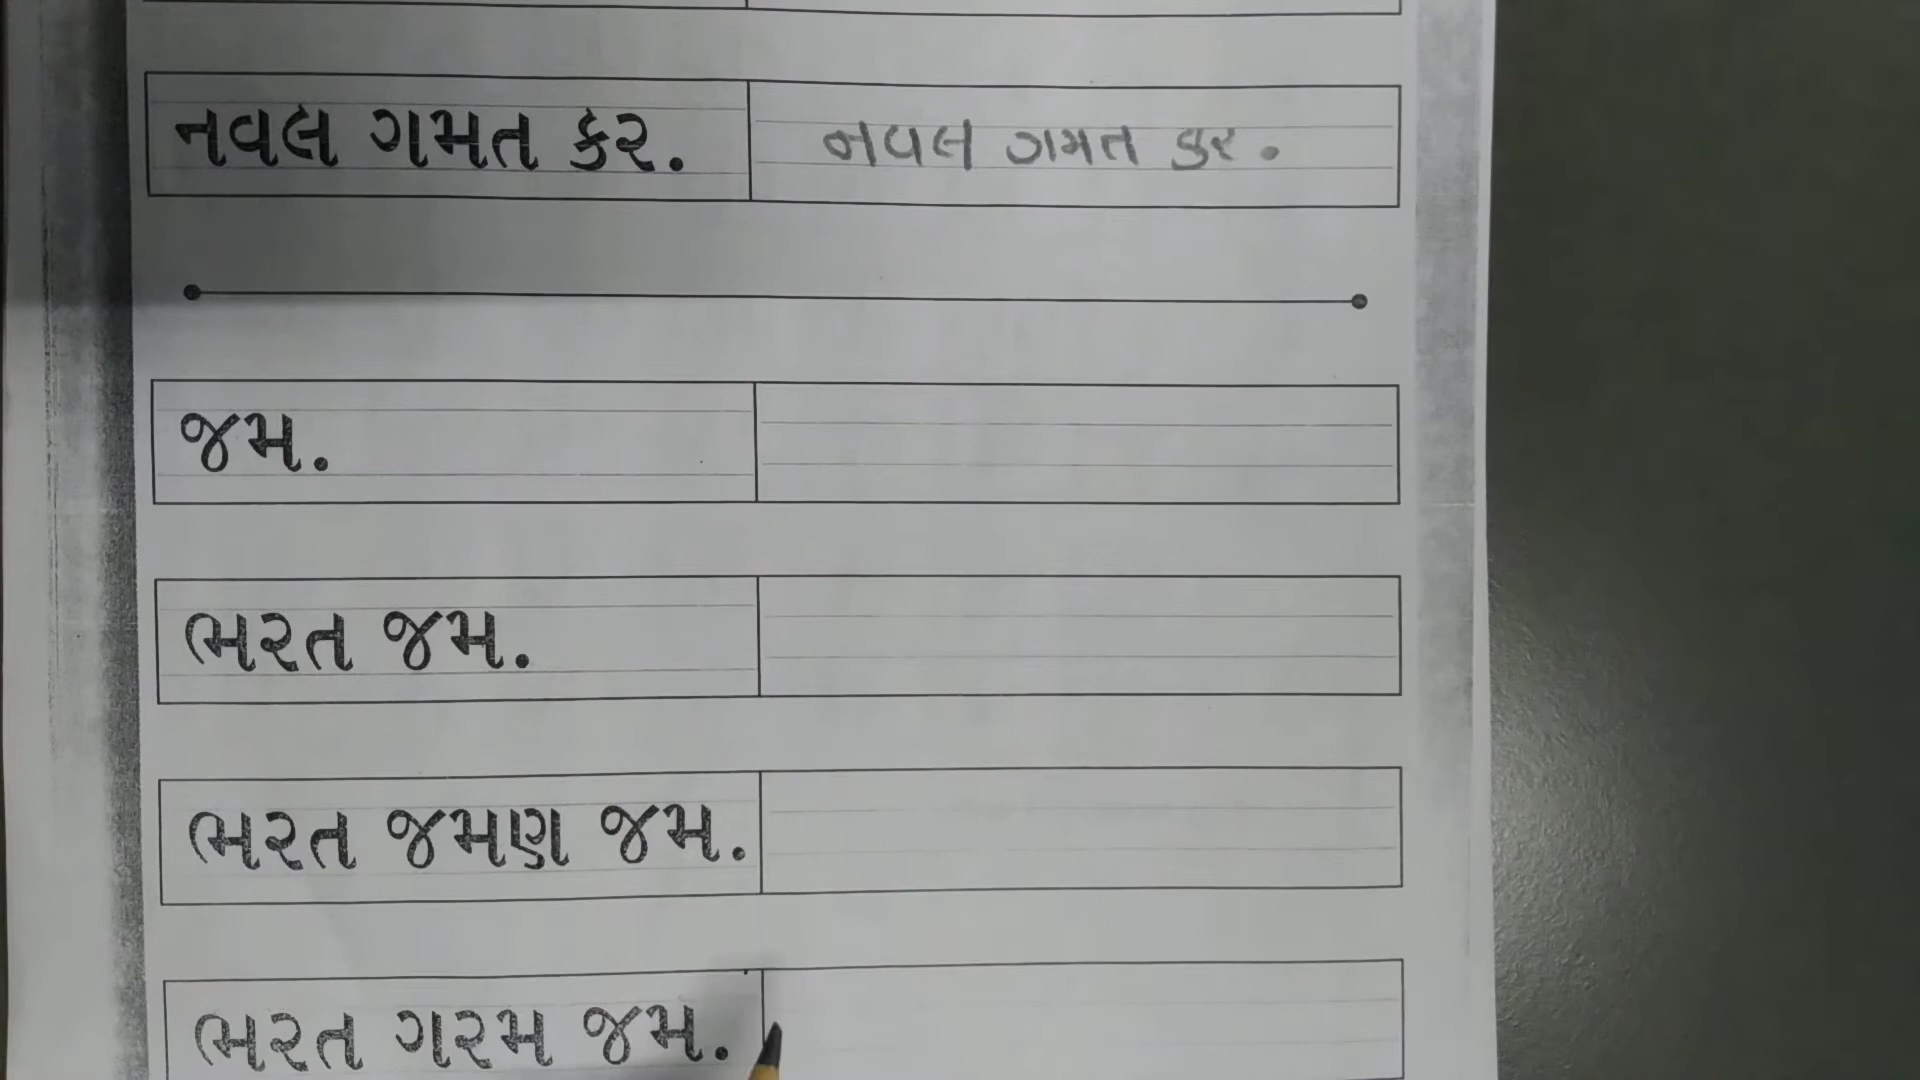 નવલ ગમત કર. નવલ ગમત કર.
જમ.
ભરત જમ.
ભરત જમણ જમ.
ભરત ગરમ જમ.